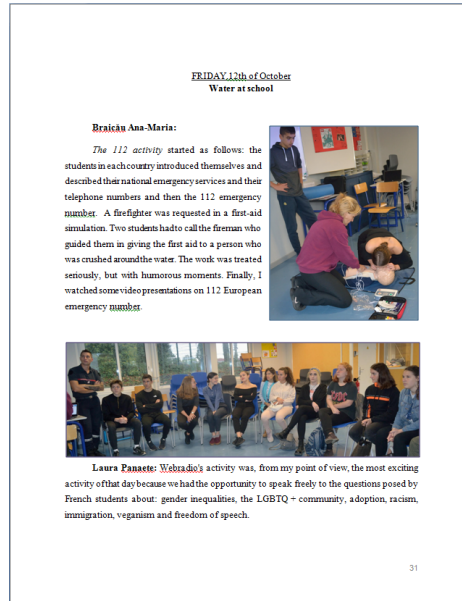 FRIDAY,12th of October
Water at school
Braicău Ana-Maria:
The 112 activity started as follows: the
students in each country introduced themselves and
described their national emergency services and their
telephone numbers and then the 112 emergency
number. A firefighter was requested in a first-aid
simulation. Two students had to call the fireman who
guided them in giving the first aid to a person who
was crushed around the water. The work was treated
seriously, but with humorous moments. Finally, I
watched some video presentations on 112 European
emergency number.
Laura Panaete: Webradio's activity was, from my point of view, the most exciting
activity of that day because we had the opportunity to speak freely to the questions posed by
French students about: gender inequalities, the LGBTQ + community, adoption, racism,
immigration, veganism and freedom of speech.
31